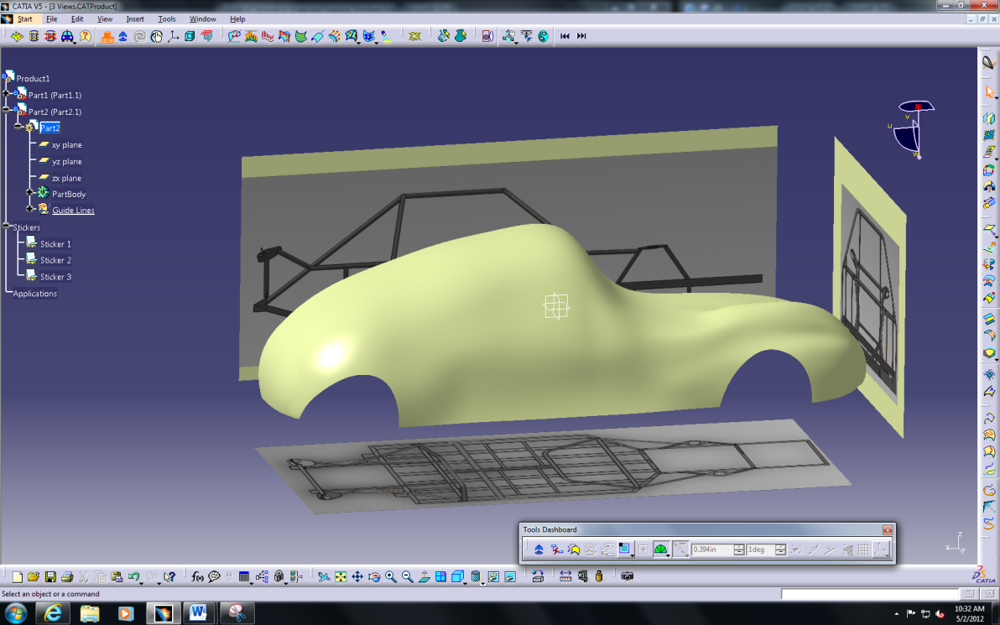 CATIA V5 - [3 Views.CATProduct]
Start File Edit View Insert Tools Window Help
Product1
Part1 (Part1.1)
Part2 (Part2.1)
Part2
xy plane
yz plane
zx plane
PartBody
Guide Lines
Stickers
Sticker 1
Sticker 2
Sticker 3
Applications
v
u
w
Tools Dashboard
0.394in
1deg
z
x
y
f(x)
CATIA
Select an object or a command
10:32 AM
5/2/2012